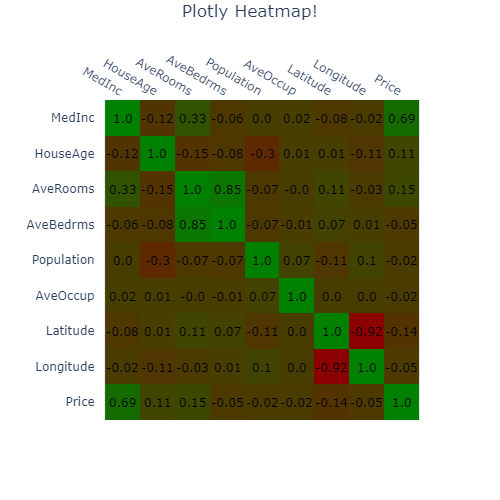 Plotly Heatmap!
MedInc HouseAge AveRooms AveBedrms Population AveOccup Latitude Longitude Price
MedInc 1.0 -0.12 0.33 -0.06 0.0 0.02 -0.08 -0.02 0.69
HouseAge -0.12 1.0 -0.15 -0.08 -0.3 0.01 0.01 -0.11 0.11
AveRooms 0.33 -0.15 1.0 0.85 -0.07 -0.0 0.11 -0.03 0.15
AveBedrms -0.06 -0.08 0.85 1.0 -0.07 -0.01 0.07 0.01 -0.05
Population 0.0 -0.3 -0.07 -0.07 1.0 0.07 -0.11 0.1 -0.02
AveOccup 0.02 0.01 -0.0 -0.01 0.07 1.0 0.0 0.0 -0.02
Latitude -0.08 0.01 0.11 0.07 -0.11 0.0 1.0 -0.92 -0.14
Longitude -0.02 -0.11 -0.03 0.01 0.1 0.0 -0.92 1.0 -0.05
Price 0.69 0.11 0.15 -0.05 -0.02 -0.02 -0.14 -0.05 1.0